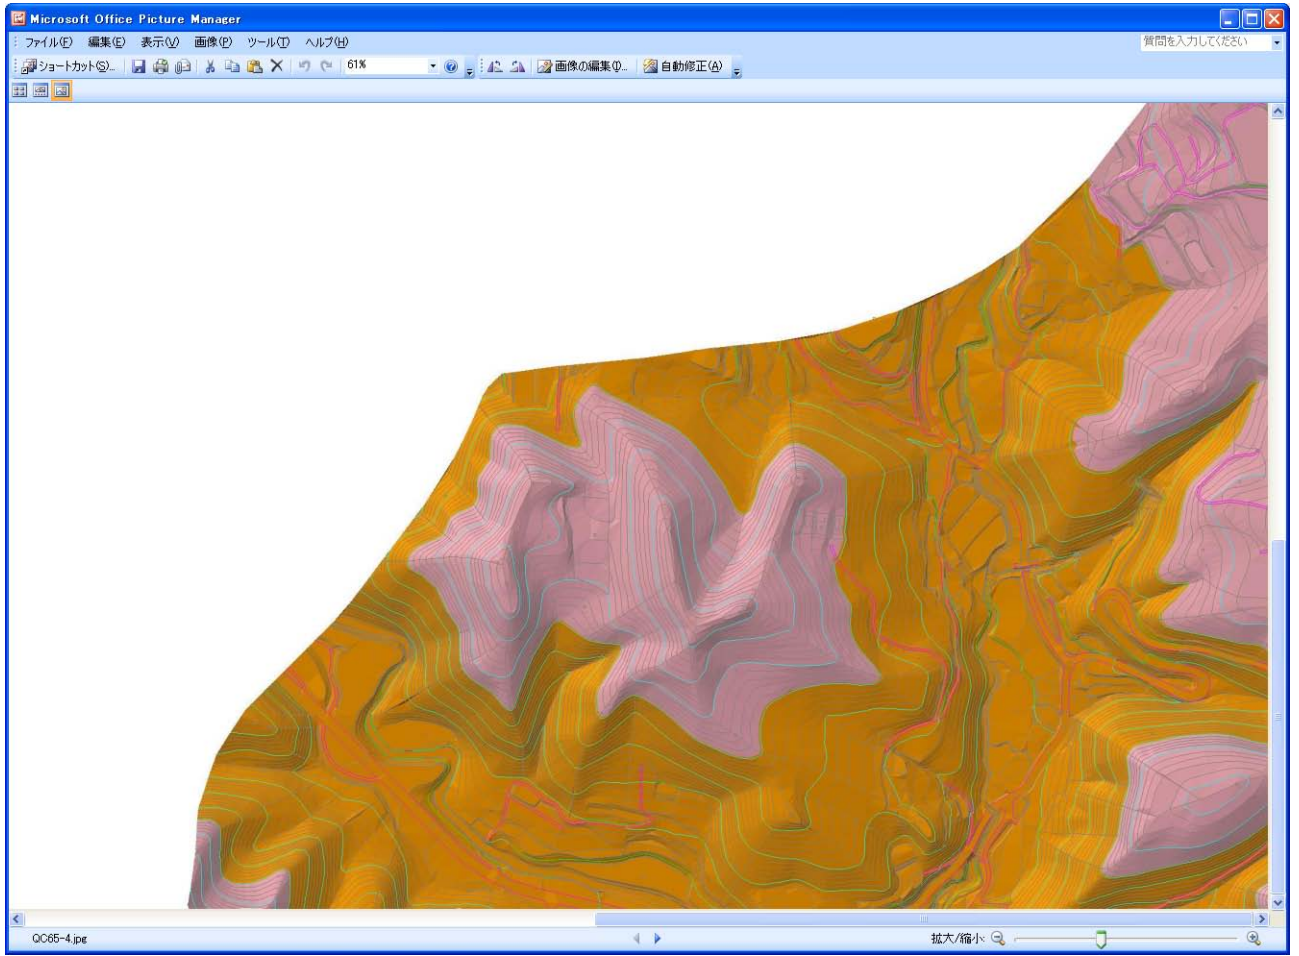 Microsoft Office Picture Manager
ファイル(F) 編集(E) 表示(V) 画像(P) ツール(T) ヘルプ(H) 質問を入力してください
ショートカット(S)... 61% 画像の編集(I)... 自動修正(A)
QC65-4.jpg 拡大/縮小: